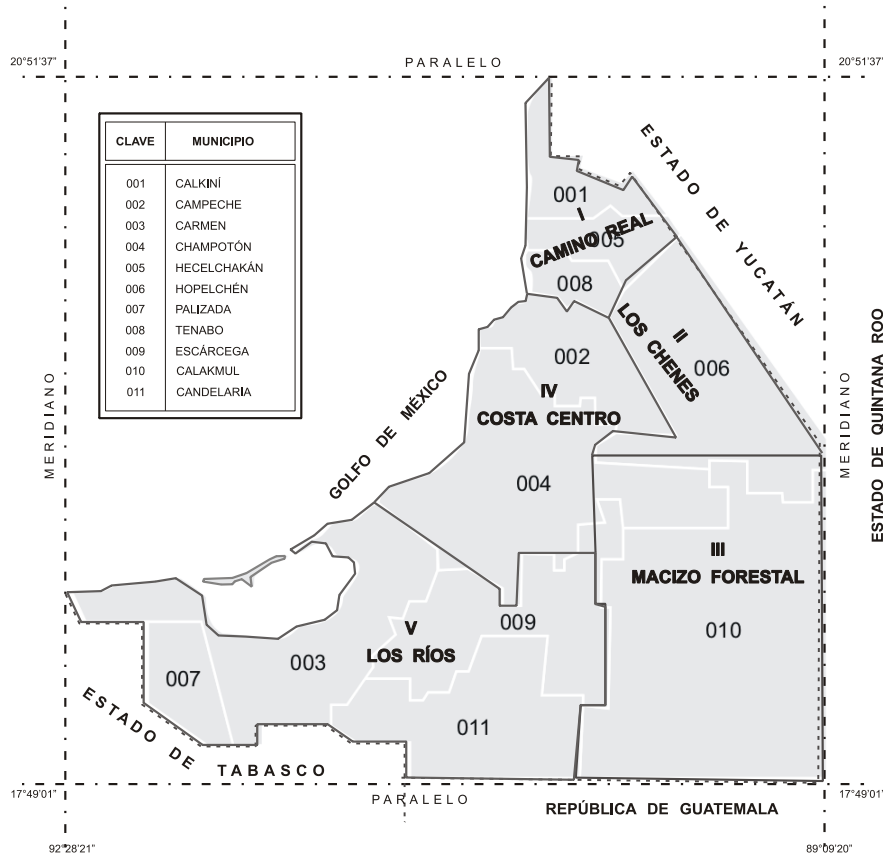 20°51'37"
PARALELO
20°51'37"
CLAVE MUNICIPIO
001 CALKINÍ
002 CAMPECHE
003 CARMEN
004 CHAMPOTÓN
005 HECELCHAKÁN
006 HOPELCHÉN
007 PALIZADA
008 TENABO
009 ESCÁRCEGA
010 CALAKMUL
011 CANDELARIA
ESTADO DE YUCATÁN
001
I
CAMINO REAL
005
008
II
LOS CHENES
006
002
IV
COSTA CENTRO
004
MERIDIANO
GOLFO DE MÉXICO
MERIDIANO
ESTADO DE QUINTANA ROO
III
MACIZO FORESTAL
010
009
V
LOS RÍOS
003
007
011
ESTADO DE
TABASCO
17°49'01"
PARALELO
17°49'01"
REPÚBLICA DE GUATEMALA
92°28'21"
89°09'20"